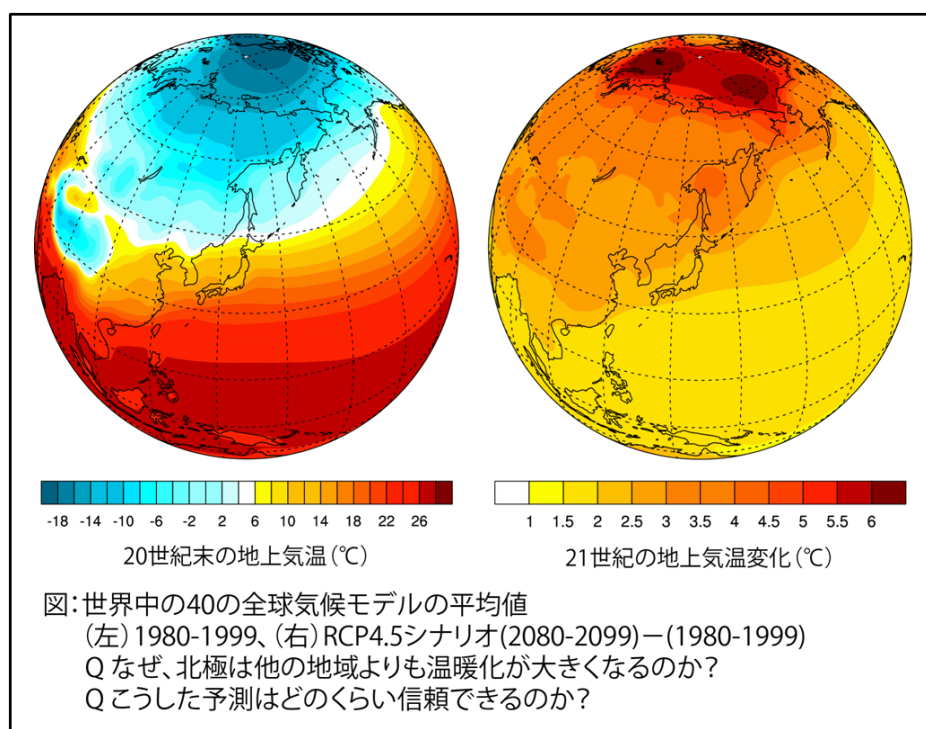 -18 -14 -10 -6 -2 2 6 10 14 18 22 26
20世紀末の地上気温(℃)
1 1.5 2 2.5 3 3.5 4 4.5 5 5.5 6
21世紀の地上気温変化(℃)
図:世界中の40の全球気候モデルの平均値
(左)1980-1999、(右)RCP4.5シナリオ(2080-2099)ー(1980-1999)
Q なぜ、北極は他の地域よりも温暖化が大きくなるのか?
Q こうした予測はどのくらい信頼できるのか?